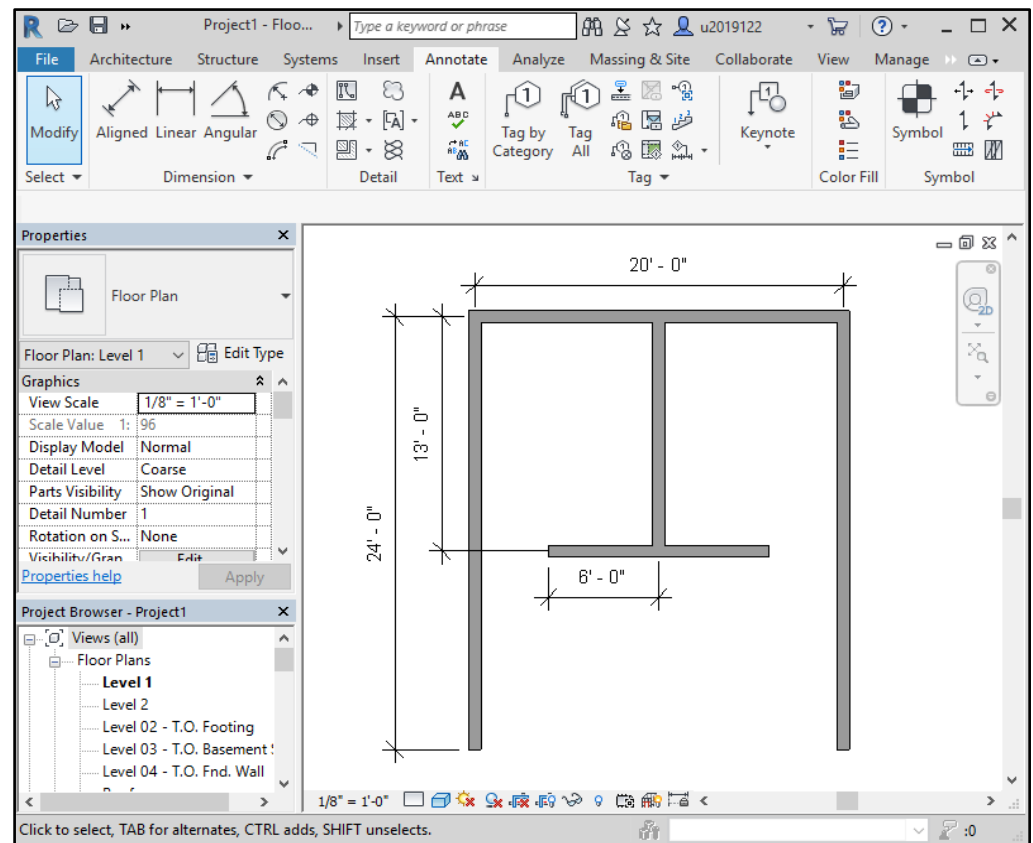 R Project1 - Floo... Type a keyword or phrase u2019122 ?
File Architecture Structure Systems Insert Annotate Analyze Massing & Site Collaborate View Manage
Modify Aligned Linear Angular A ABC Tag by Category Tag All Keynote Symbol
Select Dimension Detail Text Tag Color Fill Symbol
Properties
Floor Plan
Floor Plan: Level 1 Edit Type
Graphics
View Scale 1/8" = 1'-0"
Scale Value 1: 96
Display Model Normal
Detail Level Coarse
Parts Visibility Show Original
Detail Number 1
Rotation on S... None
Visibility/Grap Edit
Properties help Apply
Project Browser - Project1
Views (all)
Floor Plans
Level 1
Level 2
Level 02 - T.O. Footing
Level 03 - T.O. Basement
Level 04 - T.O. Fnd. Wall
20' - 0"
13' - 0"
24' - 0"
6' - 0"
2D
1/8" = 1'-0"
Click to select, TAB for alternates, CTRL adds, SHIFT unselects. :0